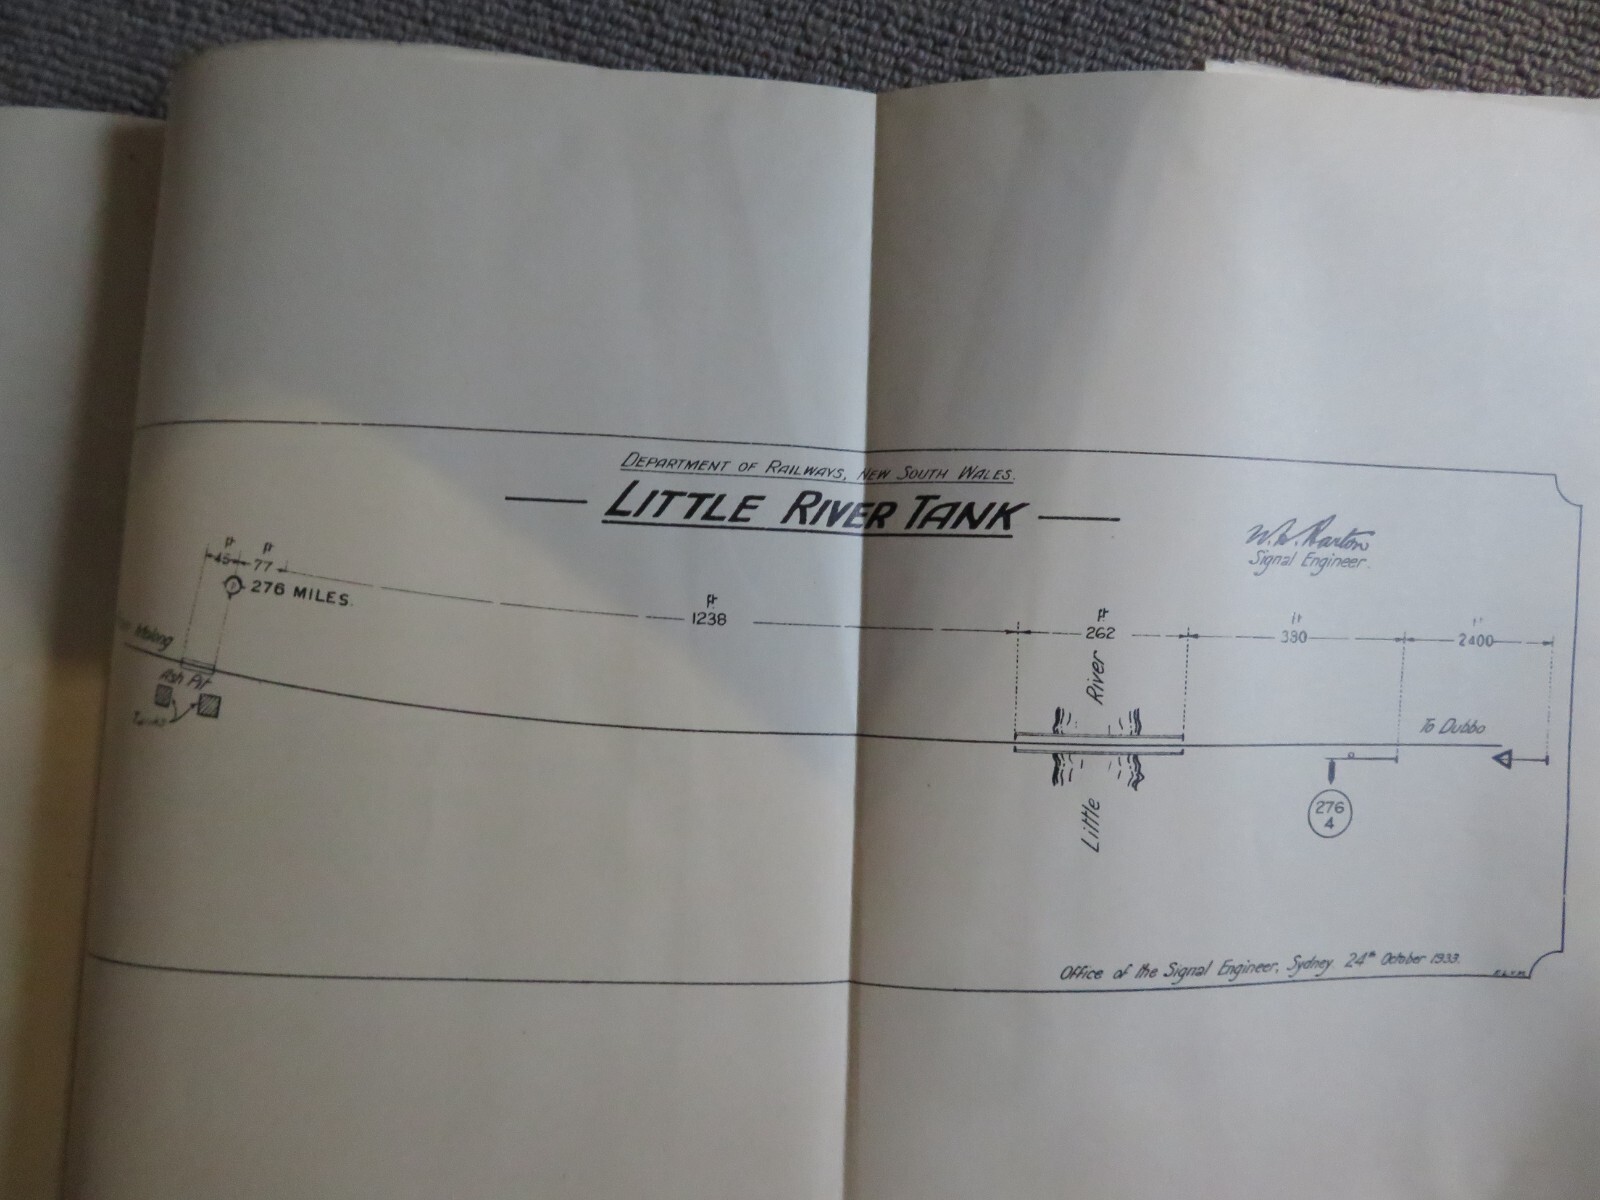 DEPARTMENT OF RAILWAYS, NEW SOUTH WALES.
LITTLE RIVER TANK
W. W. Barton
Signal Engineer.
ft ft
45 77
276 MILES.
ft
1238
ft
262
ft
380
ft
2400
Molong
Ash Pit
Tanks
Little River
To Dubbo
276
4
Office of the Signal Engineer, Sydney. 24th October 1933.